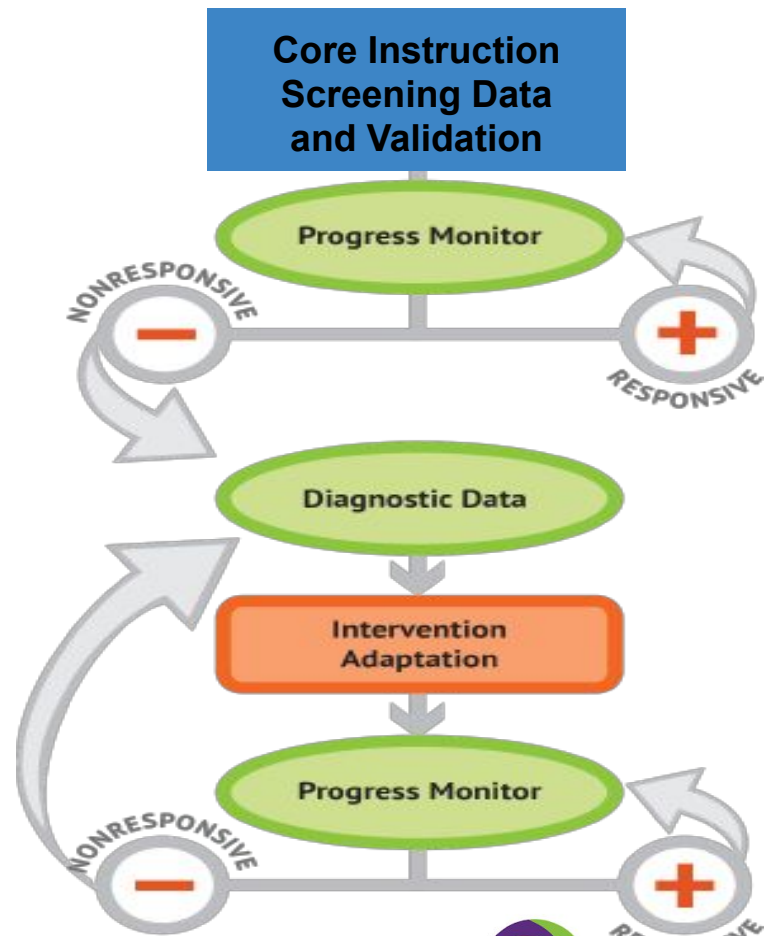 Core Instruction
Screening Data
and Validation
Progress Monitor
NONRESPONSIVE
RESPONSIVE
Diagnostic Data
Intervention
Adaptation
Progress Monitor
NONRESPONSIVE